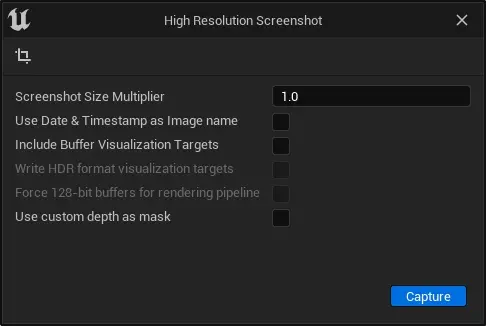 High Resolution Screenshot
Screenshot Size Multiplier 1.0
Use Date & Timestamp as Image name
Include Buffer Visualization Targets
Write HDR format visualization targets
Force 128-bit buffers for rendering pipeline
Use custom depth as mask
Capture